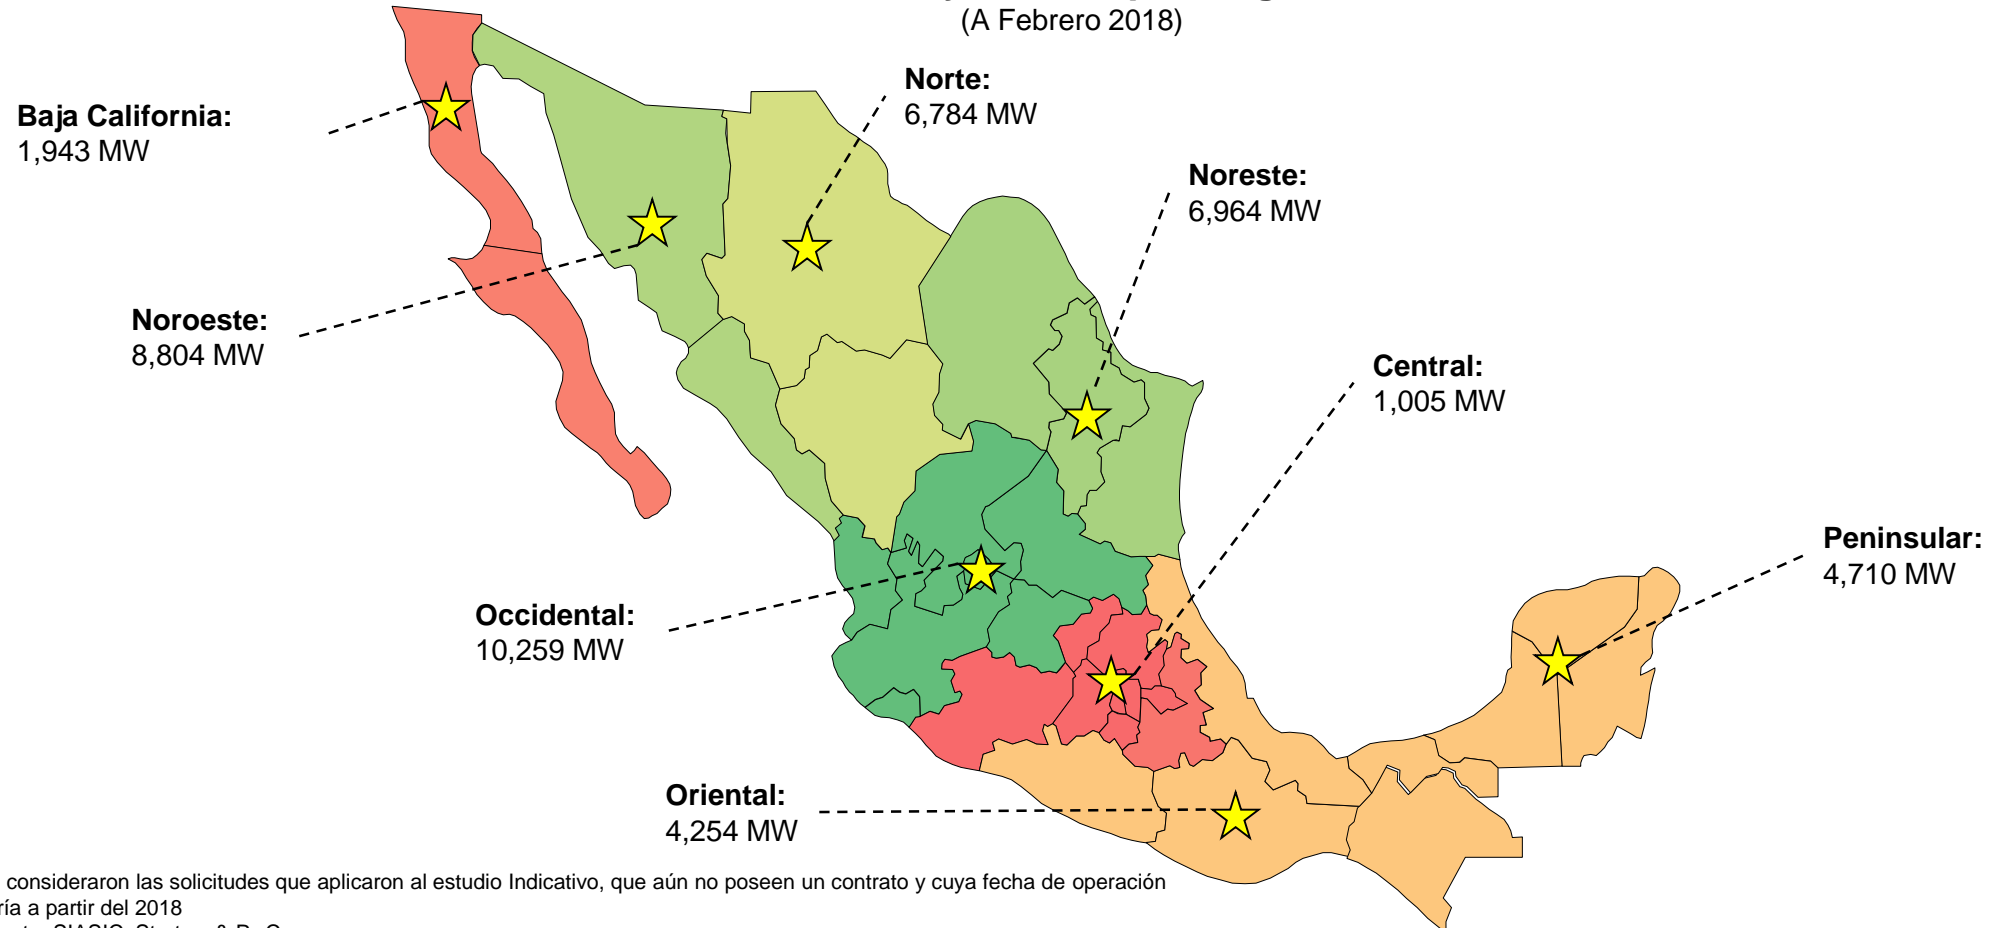 (A Febrero 2018)
Norte:
6,784 MW
Baja California:
1,943 MW
Noreste:
6,964 MW
Noroeste:
8,804 MW
Central:
1,005 MW
Peninsular:
4,710 MW
Occidental:
10,259 MW
Oriental:
4,254 MW
consideraron las solicitudes que aplicaron al estudio Indicativo, que aún no poseen un contrato y cuya fecha de operación
ría a partir del 2018